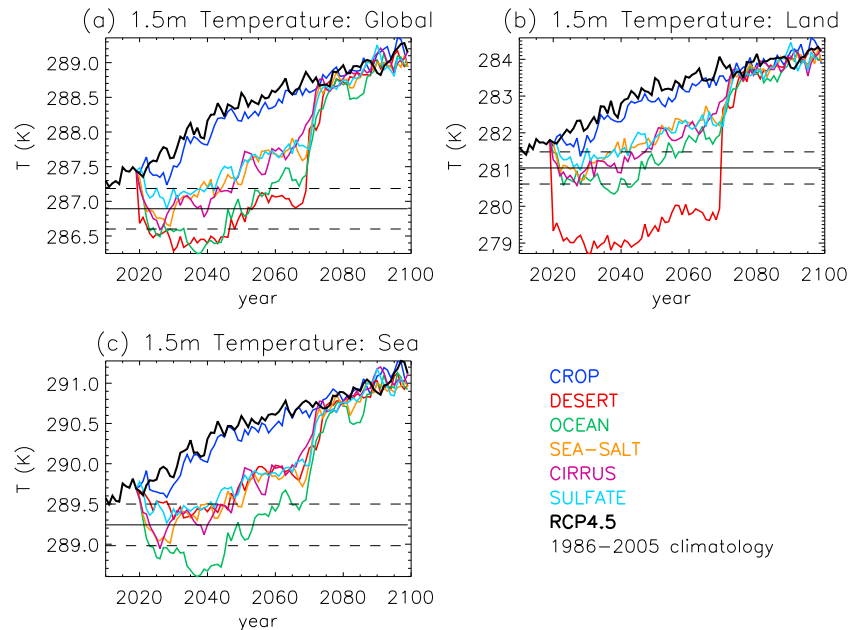 (a) 1.5m Temperature: Global
(b) 1.5m Temperature: Land
T (K)
289.0
288.5
288.0
287.5
287.0
286.5
2020 2040 2060 2080 2100
year
T (K)
284
283
282
281
280
279
2020 2040 2060 2080 2100
year
(c) 1.5m Temperature: Sea
T (K)
291.0
290.5
290.0
289.5
289.0
2020 2040 2060 2080 2100
year
CROP
DESERT
OCEAN
SEA-SALT
CIRRUS
SULFATE
RCP4.5
1986-2005 climatology